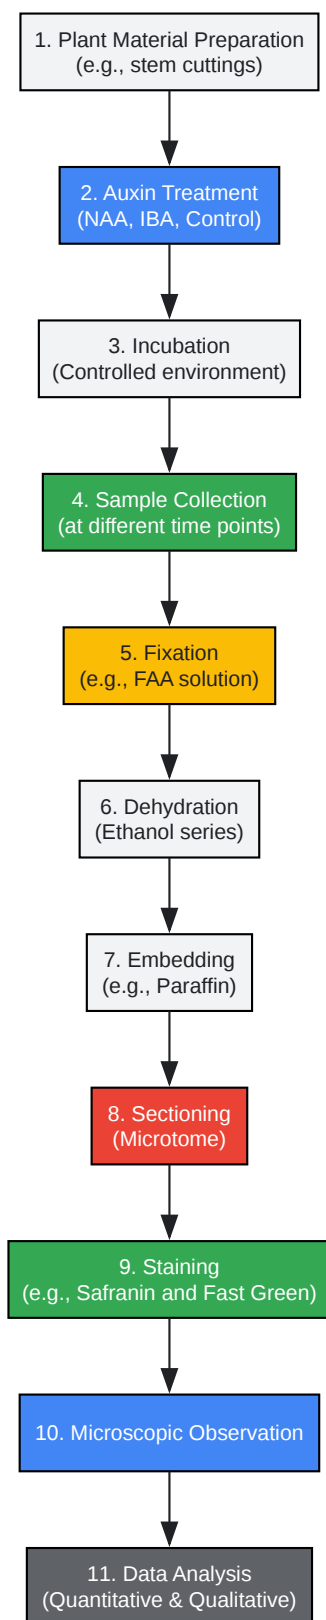 1. Plant Material Preparation
(e.g., stem cuttings)
2. Auxin Treatment
(NAA, IBA, Control)
3. Incubation
(Controlled environment)
4. Sample Collection
(at different time points)
5. Fixation
(e.g., FAA solution)
6. Dehydration
(Ethanol series)
7. Embedding
(e.g., Paraffin)
8. Sectioning
(Microtome)
9. Staining
(e.g., Safranin and Fast Green)
10. Microscopic Observation
11. Data Analysis
(Quantitative & Qualitative)